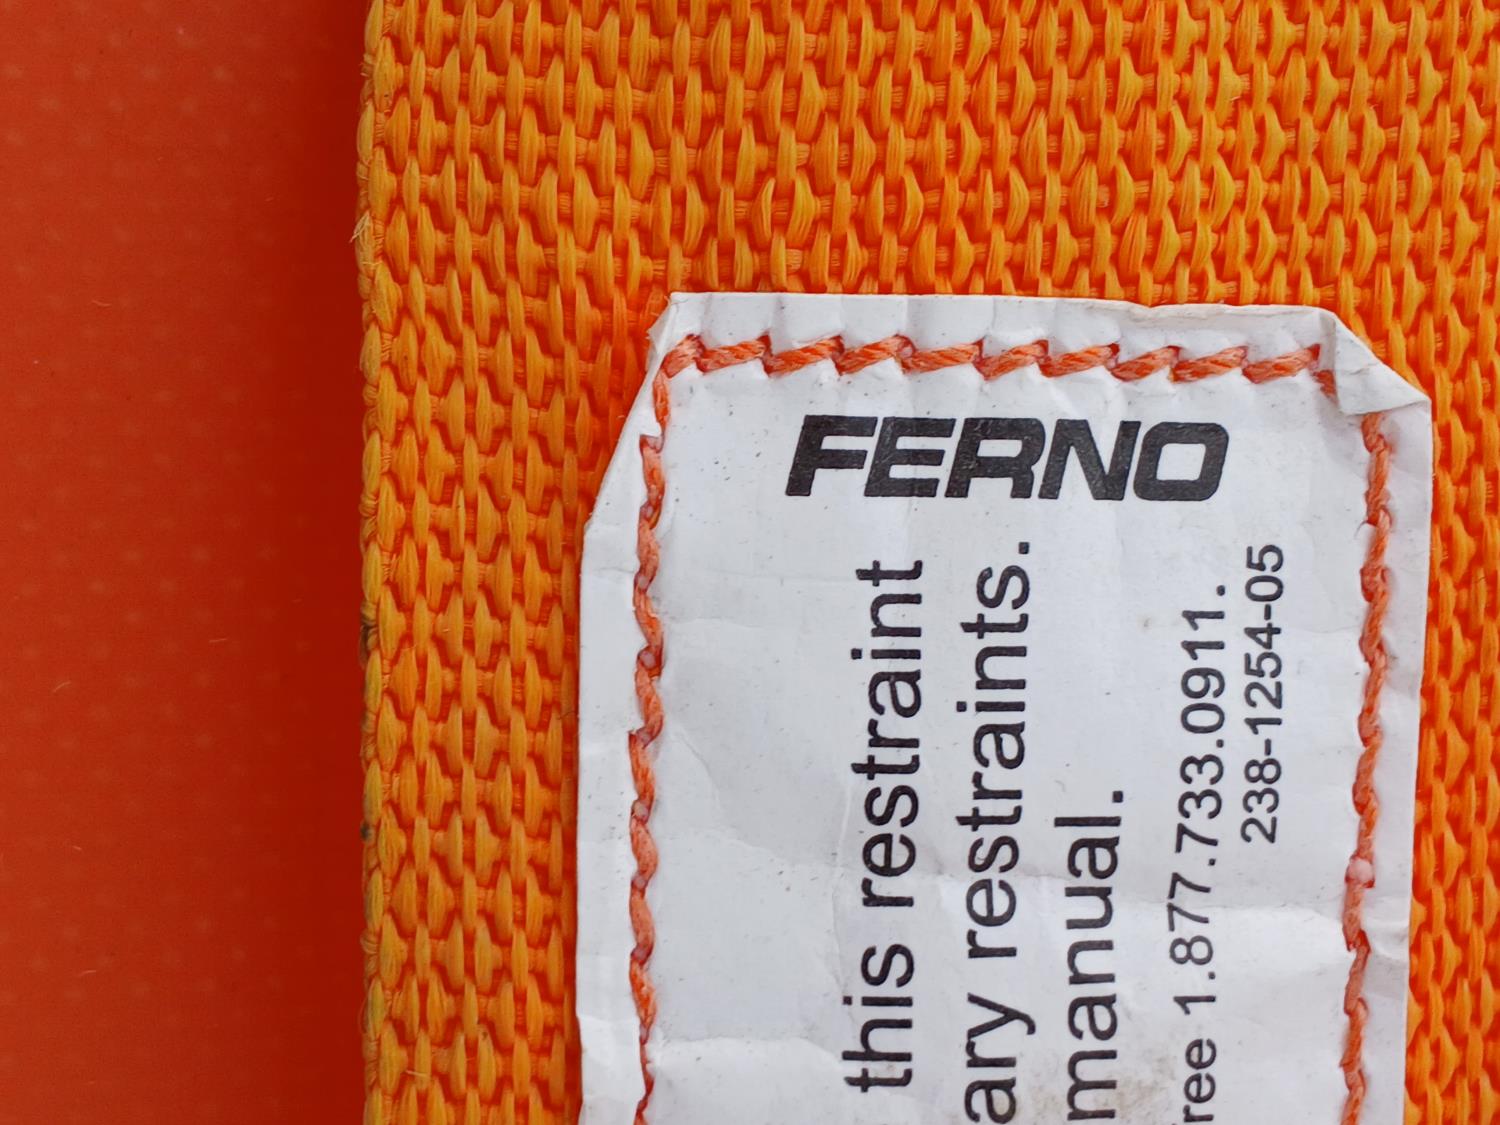 FERNO
this restraint
ary restraints.
manual.
ree 1.877.733.0911.
238-1254-05